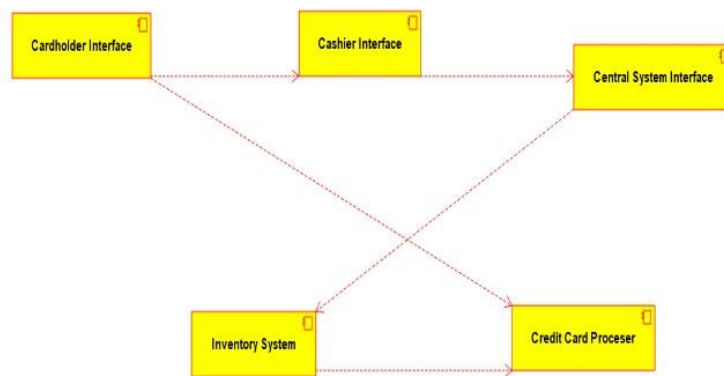 Cardholder Interface
Cashier Interface
Central System Interface
Inventory System
Credit Card Proceser